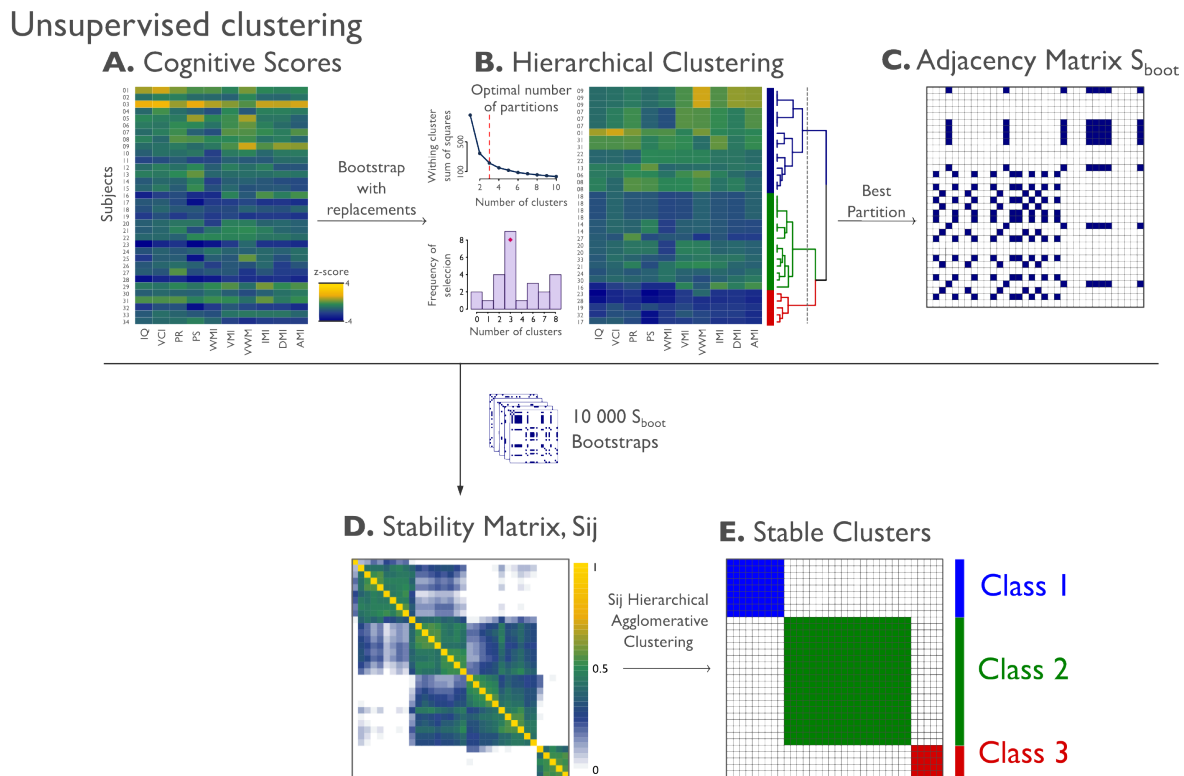 Unsupervised clustering
A. Cognitive Scores
B. Hierarchical Clustering
C. Adjacency Matrix Sboot
Subjects
01
02
03
04
05
06
07
08
09
10
11
12
13
14
15
16
17
18
19
20
21
22
23
24
25
26
27
28
29
30
31
32
33
34
IQ
VCI
PR
PS
WMI
VMI
VWM
IMI
DMI
AMI
z-score
4
-4
Bootstrap
with
replacements
Optimal number
of partitions
Withing cluster
sum of squares
500
100
2 4 6 8 10
Number of clusters
Frequency of
selecion
8
6
4
2
0
0 1 2 3 4 6 7 8
Number of clusters
IQ
VCI
PR
PS
WMI
VMI
VWM
IMI
DMI
AMI
Best
Partition
10 000 Sboot
Bootstraps
D. Stability Matrix, Sij
1
0.5
0
Sij Hierarchical
Agglomerative
Clustering
E. Stable Clusters
Class 1
Class 2
Class 3